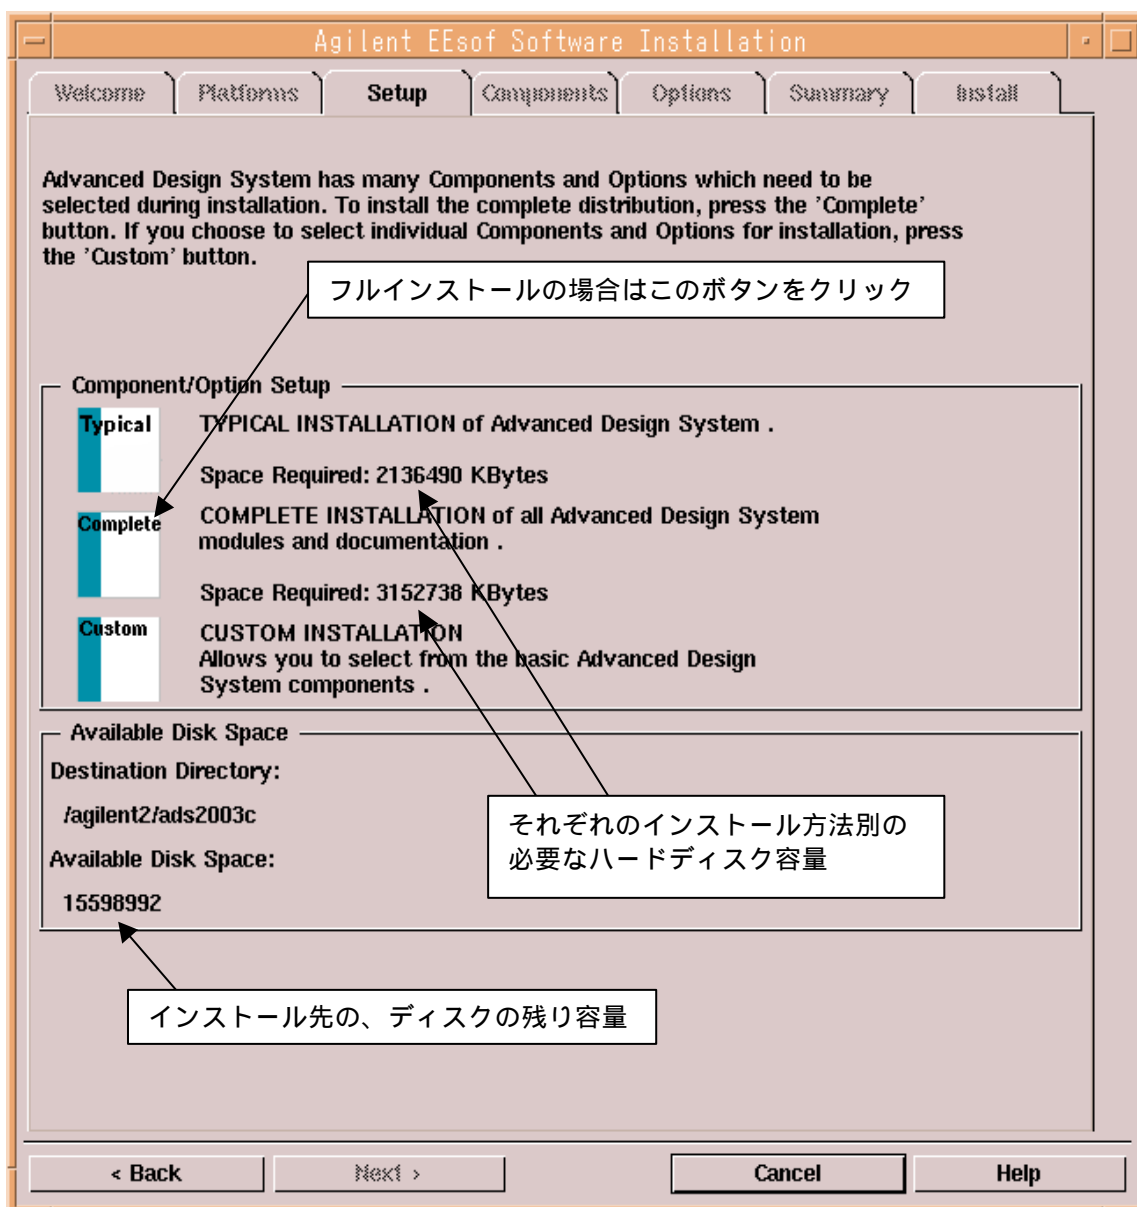 Agilent EEsof Software Installation
Welcome Platforms Setup Components Options Summary Install
Advanced Design System has many Components and Options which need to be
selected during installation. To install the complete distribution, press the 'Complete'
button. If you choose to select individual Components and Options for installation, press
the 'Custom' button.
フルインストールの場合はこのボタンをクリック
Component/Option Setup
Typical
TYPICAL INSTALLATION of Advanced Design System .
Space Required: 2136490 KBytes
Complete
COMPLETE INSTALLATION of all Advanced Design System
modules and documentation .
Space Required: 3152738 KBytes
Custom
CUSTOM INSTALLATION
Allows you to select from the basic Advanced Design
System components .
Available Disk Space
Destination Directory:
/agilent2/ads2003c
それぞれのインストール方法別の
必要なハードディスク容量
Available Disk Space:
15598992
インストール先の、ディスクの残り容量
< Back Next > Cancel Help